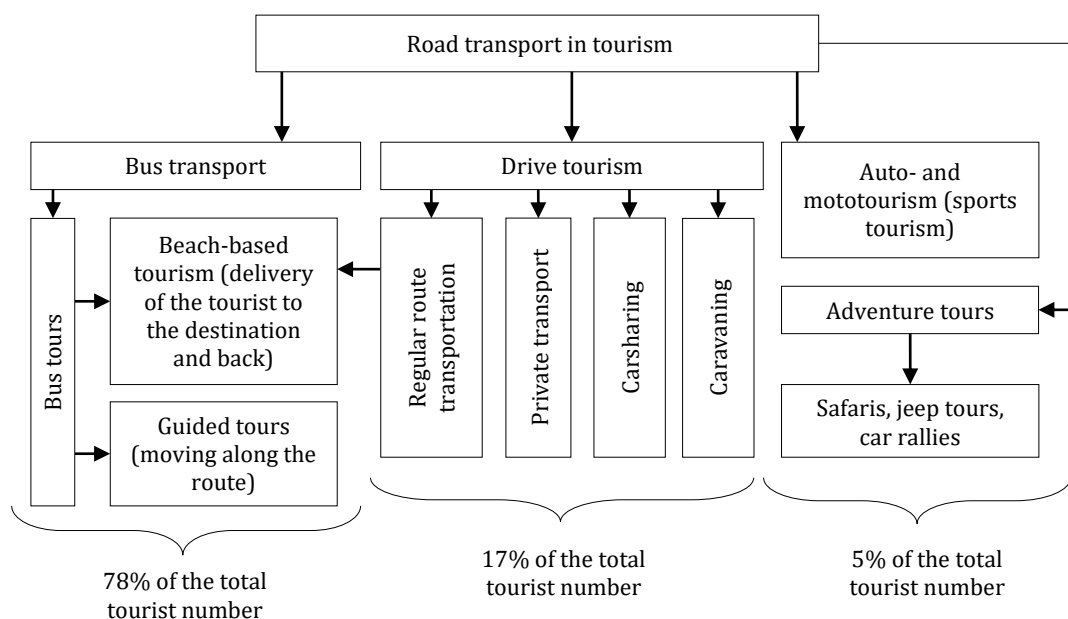 Road transport in tourism
Bus transport
Drive tourism
Auto- and
mototourism (sports
tourism)
Bus tours
Beach-based
tourism (delivery
of the tourist to
the destination
and back)
Guided tours
(moving along the
route)
Regular route
transportation
Private transport
Carsharing
Caravaning
Adventure tours
Safaris, jeep tours,
car rallies
78% of the total
tourist number
17% of the total
tourist number
5% of the total
tourist number